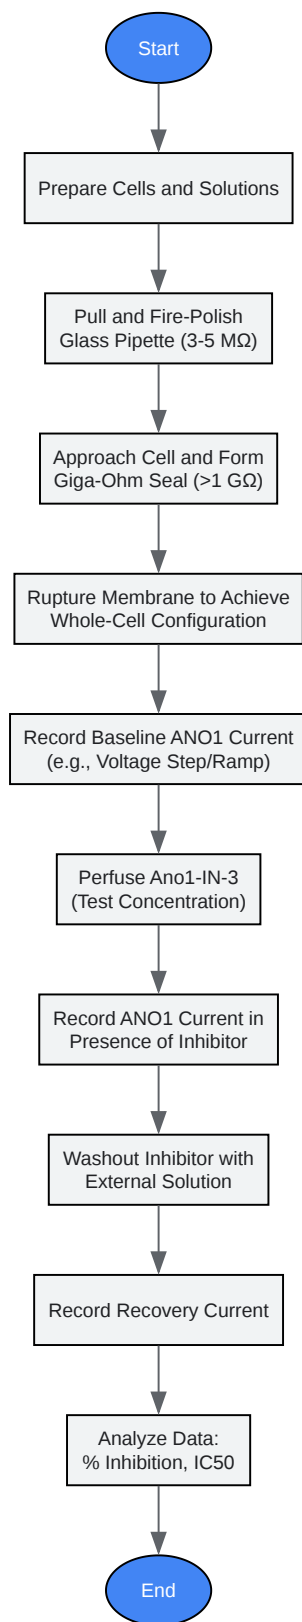 Start
Prepare Cells and Solutions
Pull and Fire-Polish
Glass Pipette (3-5 MΩ)
Approach Cell and Form
Giga-Ohm Seal (>1 GΩ)
Rupture Membrane to Achieve
Whole-Cell Configuration
Record Baseline ANO1 Current
(e.g., Voltage Step/Ramp)
Perfuse Ano1-IN-3
(Test Concentration)
Record ANO1 Current in
Presence of Inhibitor
Washout Inhibitor with
External Solution
Record Recovery Current
Analyze Data:
% Inhibition, IC50
End